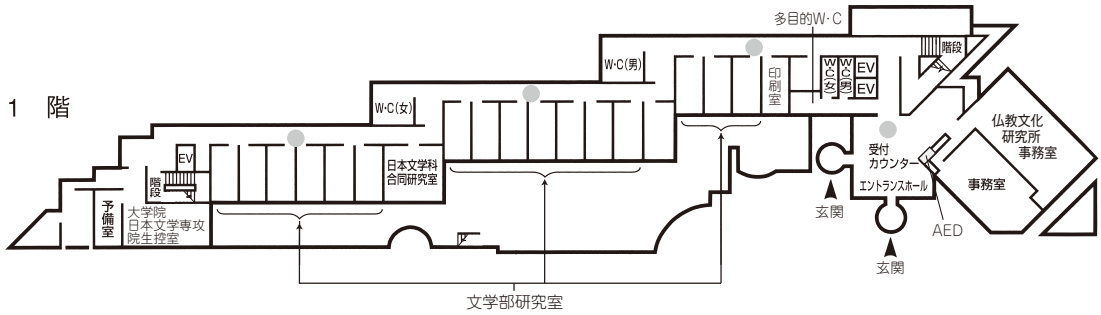 1 階
多目的W・C
W・C(男)
W・C(女)
印刷室
W・C(女)
W・C(男)
EV
EV
階段
仏教文化
研究所
事務室
受付
カウンター
エントランスホール
事務室
AED
玄関
玄関
EV
階段
日本文学科
合同研究室
予備室
大学院
日本文学専攻
院生控室
文学部研究室